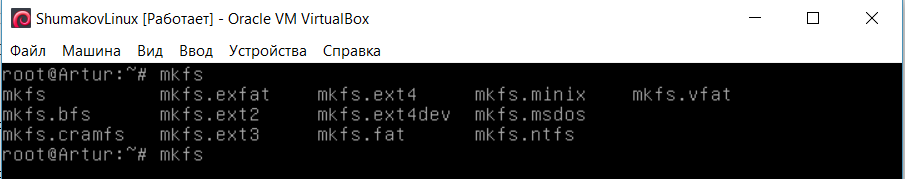 ShumakovLinux [Работает] - Oracle VM VirtualBox
Файл Машина Вид Ввод Устройства Справка
root@Artur:~# mkfs
mkfs mkfs.exfat mkfs.ext4 mkfs.minix mkfs.vfat
mkfs.bfs mkfs.ext2 mkfs.ext4dev mkfs.msdos
mkfs.cramfs mkfs.ext3 mkfs.fat mkfs.ntfs
root@Artur:~# mkfs